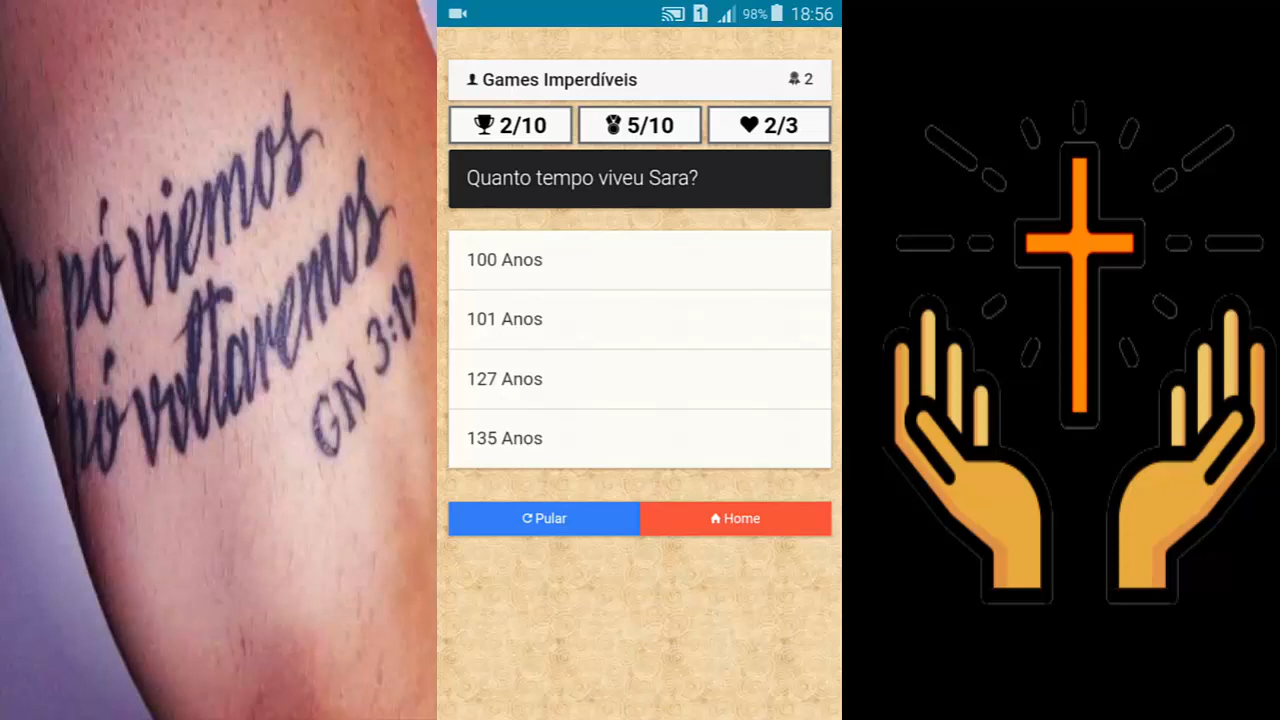 pó viemos
pó voltaremos
GN 3:19
98% 18:56
Games Imperdíveis 2
2/10 5/10 2/3
Quanto tempo viveu Sara?
100 Anos
101 Anos
127 Anos
135 Anos
Pular Home